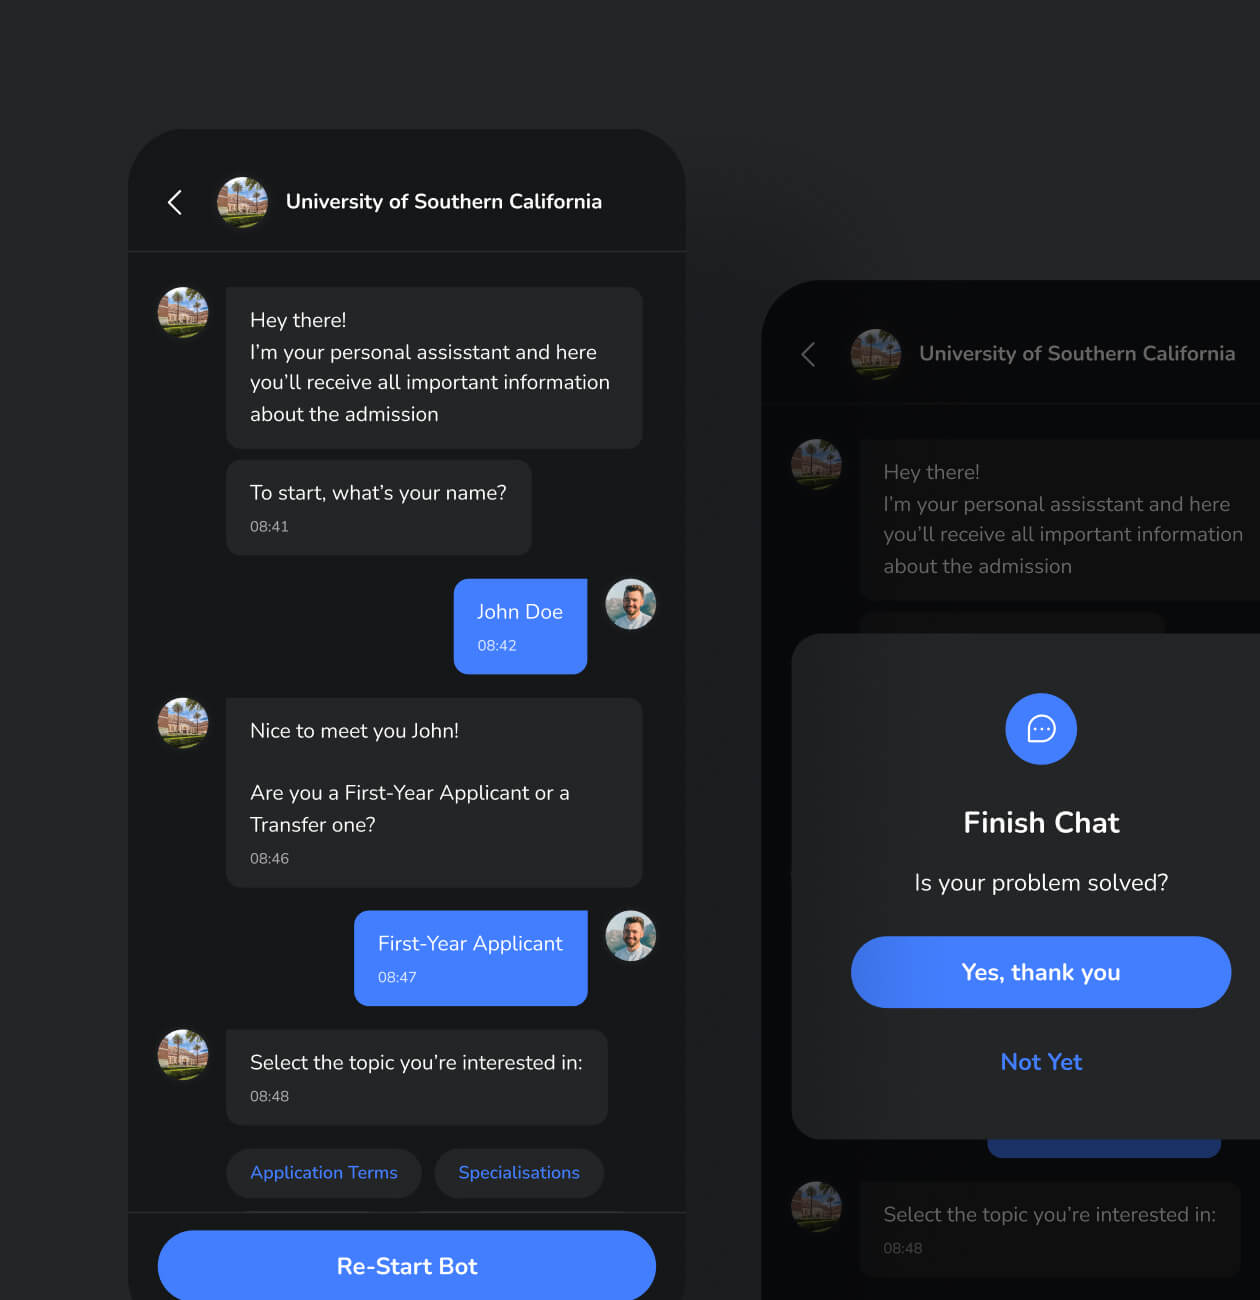 University of Southern California
Hey there!
I'm your personal assisstant and here
you'll receive all important information
about the admission
To start, what's your name?
08:41
John Doe
08:42
Nice to meet you John!
Are you a First-Year Applicant or a
Transfer one?
08:46
First-Year Applicant
08:47
Select the topic you're interested in:
08:48
Application Terms
Specialisations
Re-Start Bot
University of Southern California
Hey there!
I'm your personal assisstant and here
you'll receive all important information
about the admission
Finish Chat
Is your problem solved?
Yes, thank you
Not Yet
Select the topic you're interested in:
08:48